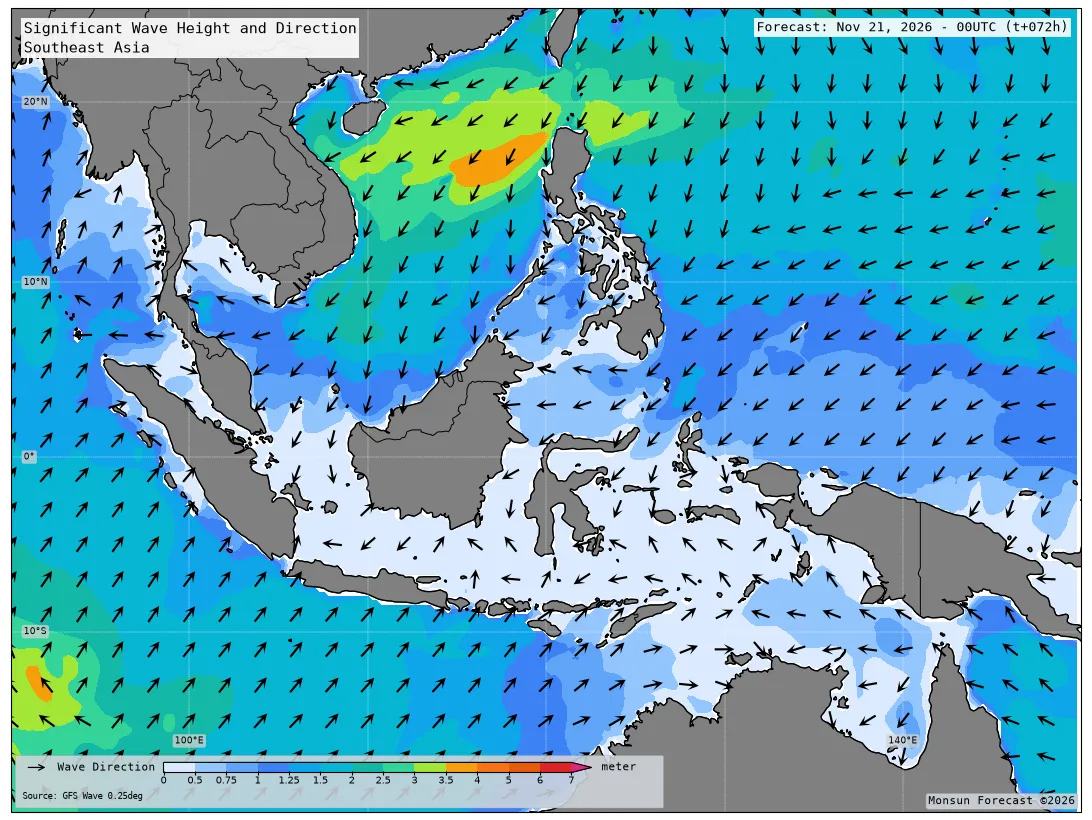 Significant Wave Height and Direction
Southeast Asia
Forecast: Nov 21, 2026 - 00UTC (t+072h)
20°N
10°N
0°
10°S
100°E
140°E
Wave Direction
meter
0 0.5 0.75 1 1.25 1.5 2 2.5 3 3.5 4 5 6 7
Source: GFS Wave 0.25deg
Monsun Forecast ©2026